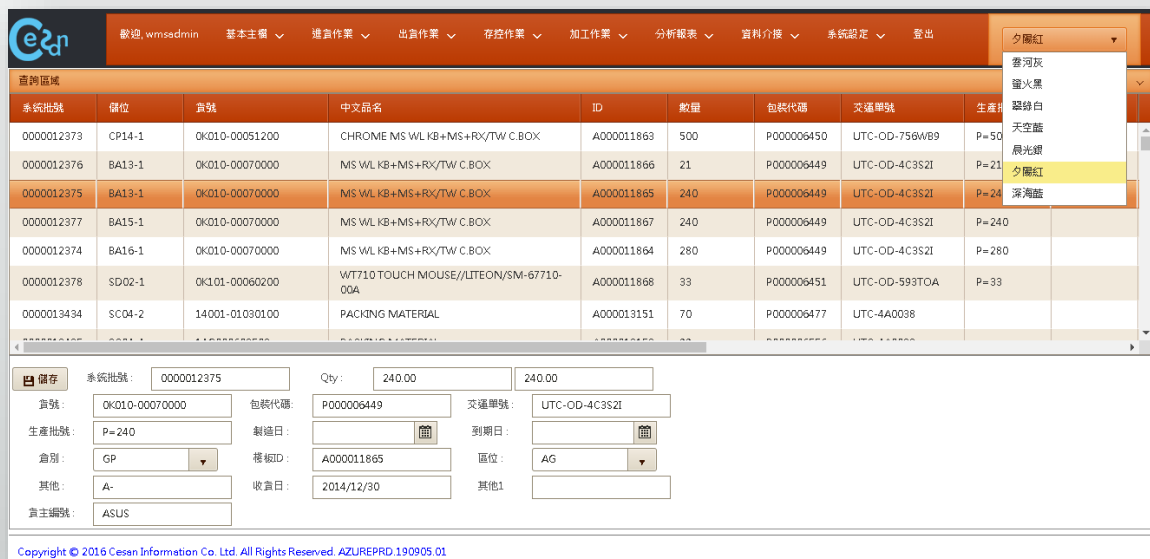 Cesan
歡迎, wmsadmin 基本主檔 進貨作業 出貨作業 存控作業 加工作業 分析報表 資料介接 系統設定 登出 夕陽紅
雲河灰
螢火黑
翠綠白
天空藍
晨光銀
夕陽紅
深海藍
查詢區域
系統批號 儲位 貨號 中文品名 ID 數量 包裝代碼 交運單號
0000012373 CP14-1 0K010-00051200 CHROME MS WL KB+MS+RX/TW C.BOX A000011863 500 P000006450 UTC-OD-756WB9
0000012376 BA13-1 0K010-00070000 MS WL KB+MS+RX/TW C.BOX A000011866 21 P000006449 UTC-OD-4C3S2I P=21
0000012375 BA13-1 0K010-00070000 MS WL KB+MS+RX/TW C.BOX A000011865 240 P000006449 UTC-OD-4C3S2I
0000012377 BA15-1 0K010-00070000 MS WL KB+MS+RX/TW C.BOX A000011867 240 P000006449 UTC-OD-4C3S2I P=240
0000012374 BA16-1 0K010-00070000 MS WL KB+MS+RX/TW C.BOX A000011864 280 P000006449 UTC-OD-4C3S2I P=280
0000012378 SD02-1 0K101-00060200 WT710 TOUCH MOUSE//LITEON/SM-67710-00A A000011868 33 P000006451 UTC-OD-593TOA P=33
0000013434 SC04-2 14001-01030100 PACKING MATERIAL A000013151 70 P000006477 UTC-4A0038
儲存 系統批號: 0000012375 Qty: 240.00 240.00
貨號: 0K010-00070000 包裝代碼: P000006449 交運單號: UTC-OD-4C3S2I
生產批號: P=240 製造日: 到期日:
倉別: GP 棧板ID: A000011865 區位: AG
其他: A- 收貨日: 2014/12/30 其他1
貨主編號: ASUS
Copyright © 2016 Cesan Information Co. Ltd. All Rights Reserved. AZUREPRD.190905.01